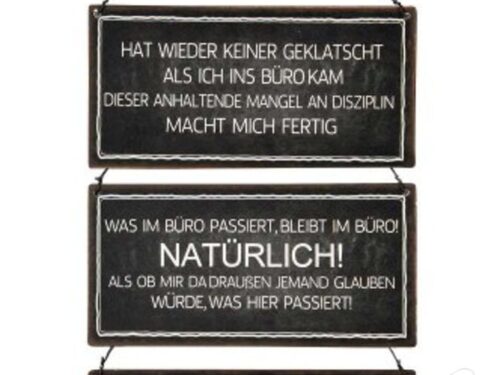 HAT WIEDER KEINER GEKLATSCHT
ALS ICH INS BÜRO KAM
DIESER ANHALTENDE MANGEL AN DISZIPLIN
MACHT MICH FERTIG
WAS IM BÜRO PASSIERT, BLEIBT IM BÜRO!
NATÜRLICH!
ALS OB MIR DA DRAUßEN JEMAND GLAUBEN
WÜRDE, WAS HIER PASSIERT!